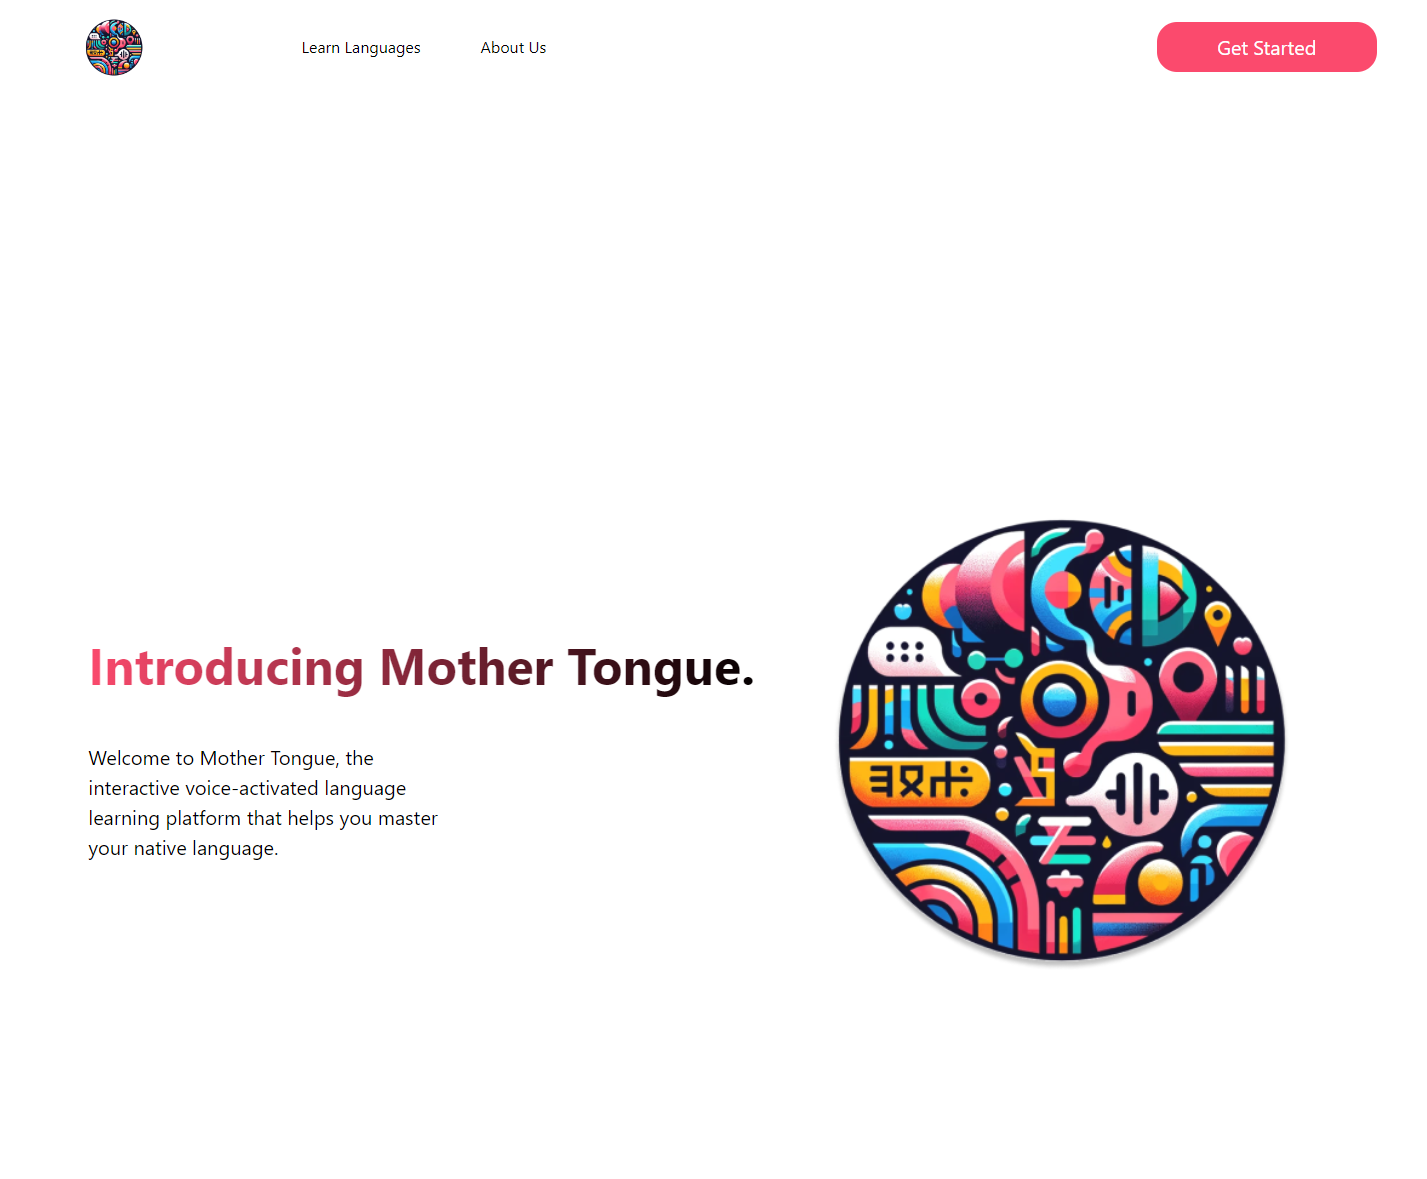 Learn Languages
About Us
Get Started
Introducing Mother Tongue.
Welcome to Mother Tongue, the
interactive voice-activated language
learning platform that helps you master
your native language.